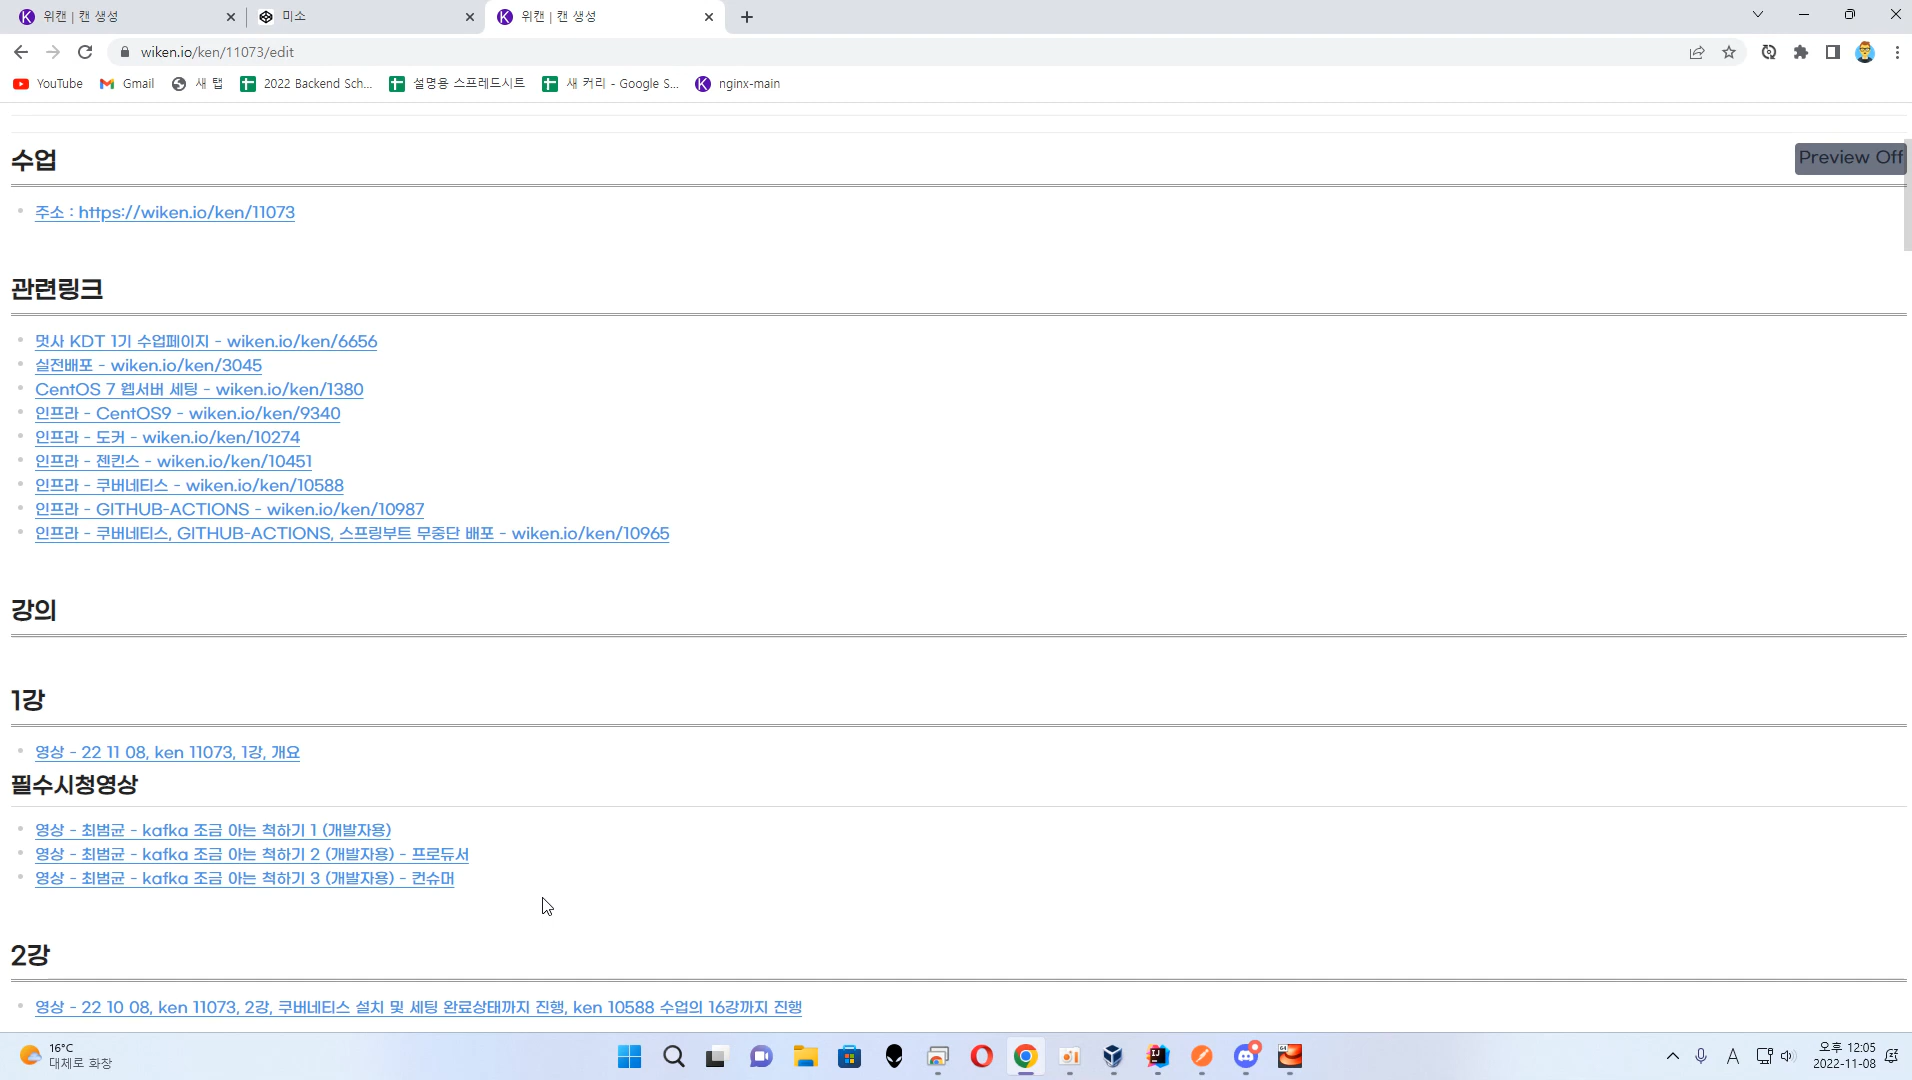 위캔 | 캔 생성
미소
위캔 | 캔 생성
wiken.io/ken/11073/edit
YouTube
Gmail
새 탭
2022 Backend Sch...
설명용 스프레드시트
새 커리 - Google S...
nginx-main
수업
Preview Off
주소 : https://wiken.io/ken/11073
관련링크
멋사 KDT 1기 수업페이지 - wiken.io/ken/6656
실전배포 - wiken.io/ken/3045
CentOS 7 웹서버 세팅 - wiken.io/ken/1380
인프라 - CentOS9 - wiken.io/ken/9340
인프라 - 도커 - wiken.io/ken/10274
인프라 - 젠킨스 - wiken.io/ken/10451
인프라 - 쿠버네티스 - wiken.io/ken/10588
인프라 - GITHUB-ACTIONS - wiken.io/ken/10987
인프라 - 쿠버네티스, GITHUB-ACTIONS, 스프링부트 무중단 배포 - wiken.io/ken/10965
강의
1강
영상 - 22 11 08, ken 11073, 1강, 개요
필수시청영상
영상 - 최범균 - kafka 조금 아는 척하기 1 (개발자용)
영상 - 최범균 - kafka 조금 아는 척하기 2 (개발자용) - 프로듀서
영상 - 최범균 - kafka 조금 아는 척하기 3 (개발자용) - 컨슈머
2강
영상 - 22 10 08, ken 11073, 2강, 쿠버네티스 설치 및 세팅 완료상태까지 진행, ken 10588 수업의 16강까지 진행
16°C
대체로 화창
A
오후 12:05
2022-11-08